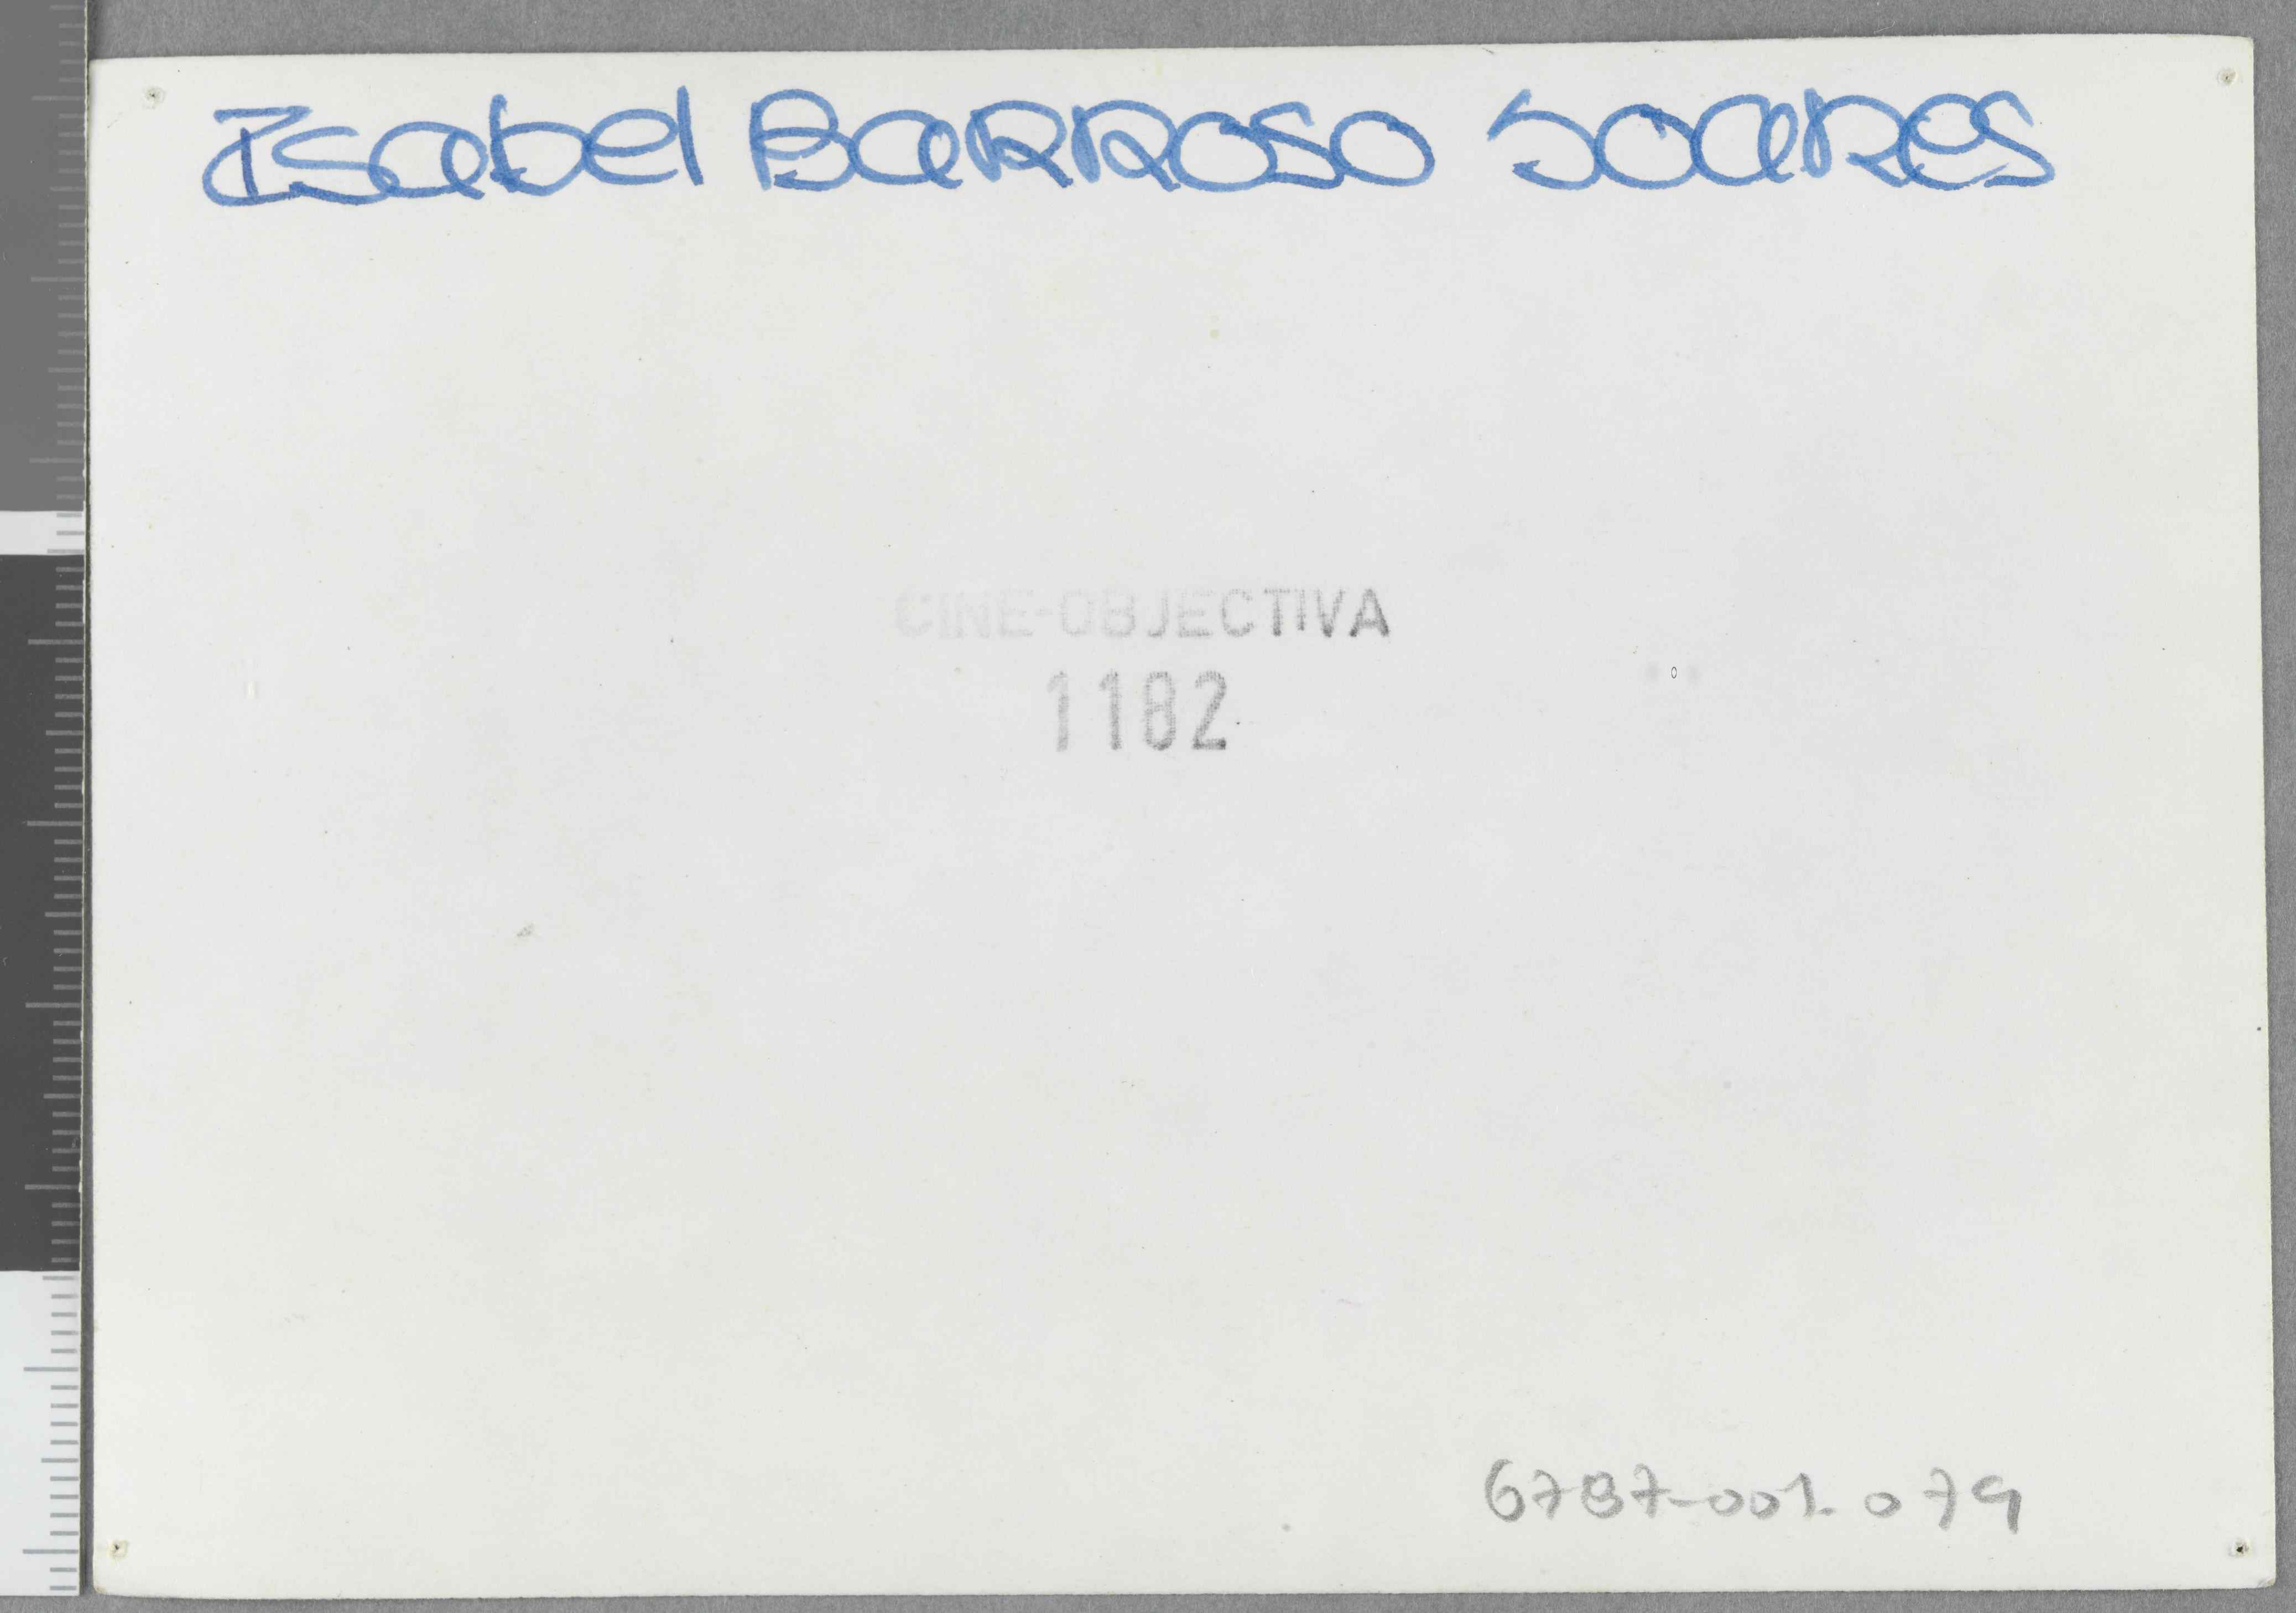 Isabel BARROSO SOARES
CINE-OBJECTIVA
1182
6787-001.079